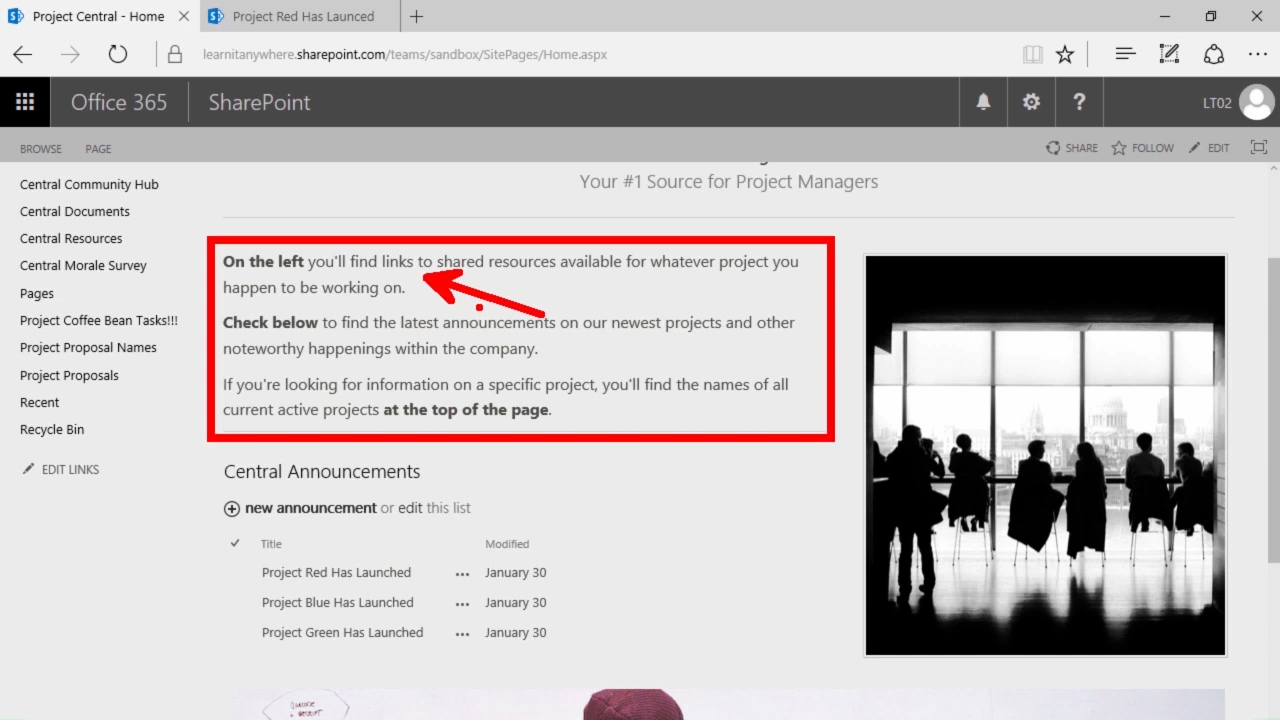 Project Central - Home
Project Red Has Launced
learnitanywhere.sharepoint.com/teams/sandbox/SitePages/Home.aspx
Office 365
SharePoint
?
LT02
BROWSE
PAGE
SHARE
FOLLOW
EDIT
Your #1 Source for Project Managers
Central Community Hub
Central Documents
Central Resources
Central Morale Survey
Pages
Project Coffee Bean Tasks!!!
Project Proposal Names
Project Proposals
Recent
Recycle Bin
EDIT LINKS
On the left you'll find links to shared resources available for whatever project you
happen to be working on.
Check below to find the latest announcements on our newest projects and other
noteworthy happenings within the company.
If you're looking for information on a specific project, you'll find the names of all
current active projects at the top of the page.
Central Announcements
new announcement or edit this list
Title Modified
Project Red Has Launched ... January 30
Project Blue Has Launched ... January 30
Project Green Has Launched ... January 30